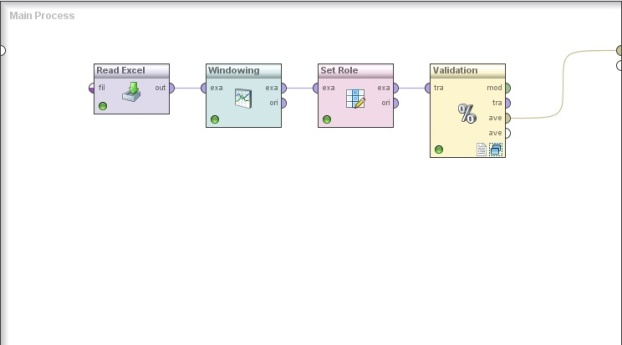 Main Process
Read Excel
fil out
Windowing
exa exa
ori
Set Role
exa exa
ori
Validation
tra mod
tra
%
ave
ave